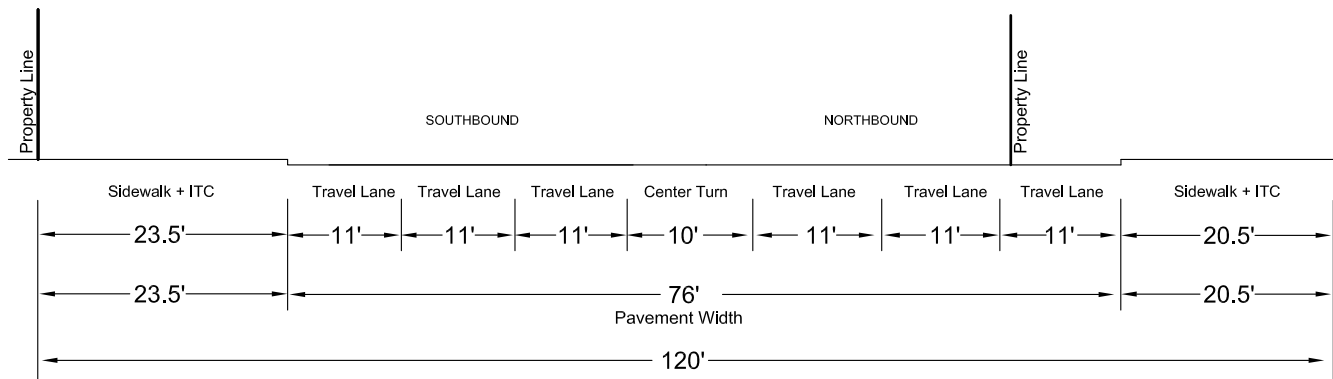 Property Line
Property Line
SOUTHBOUND
NORTHBOUND
Sidewalk + ITC
Travel Lane
Travel Lane
Travel Lane
Center Turn
Travel Lane
Travel Lane
Travel Lane
Sidewalk + ITC
23.5'
11'
11'
11'
10'
11'
11'
11'
20.5'
23.5'
76'
20.5'
Pavement Width
120'